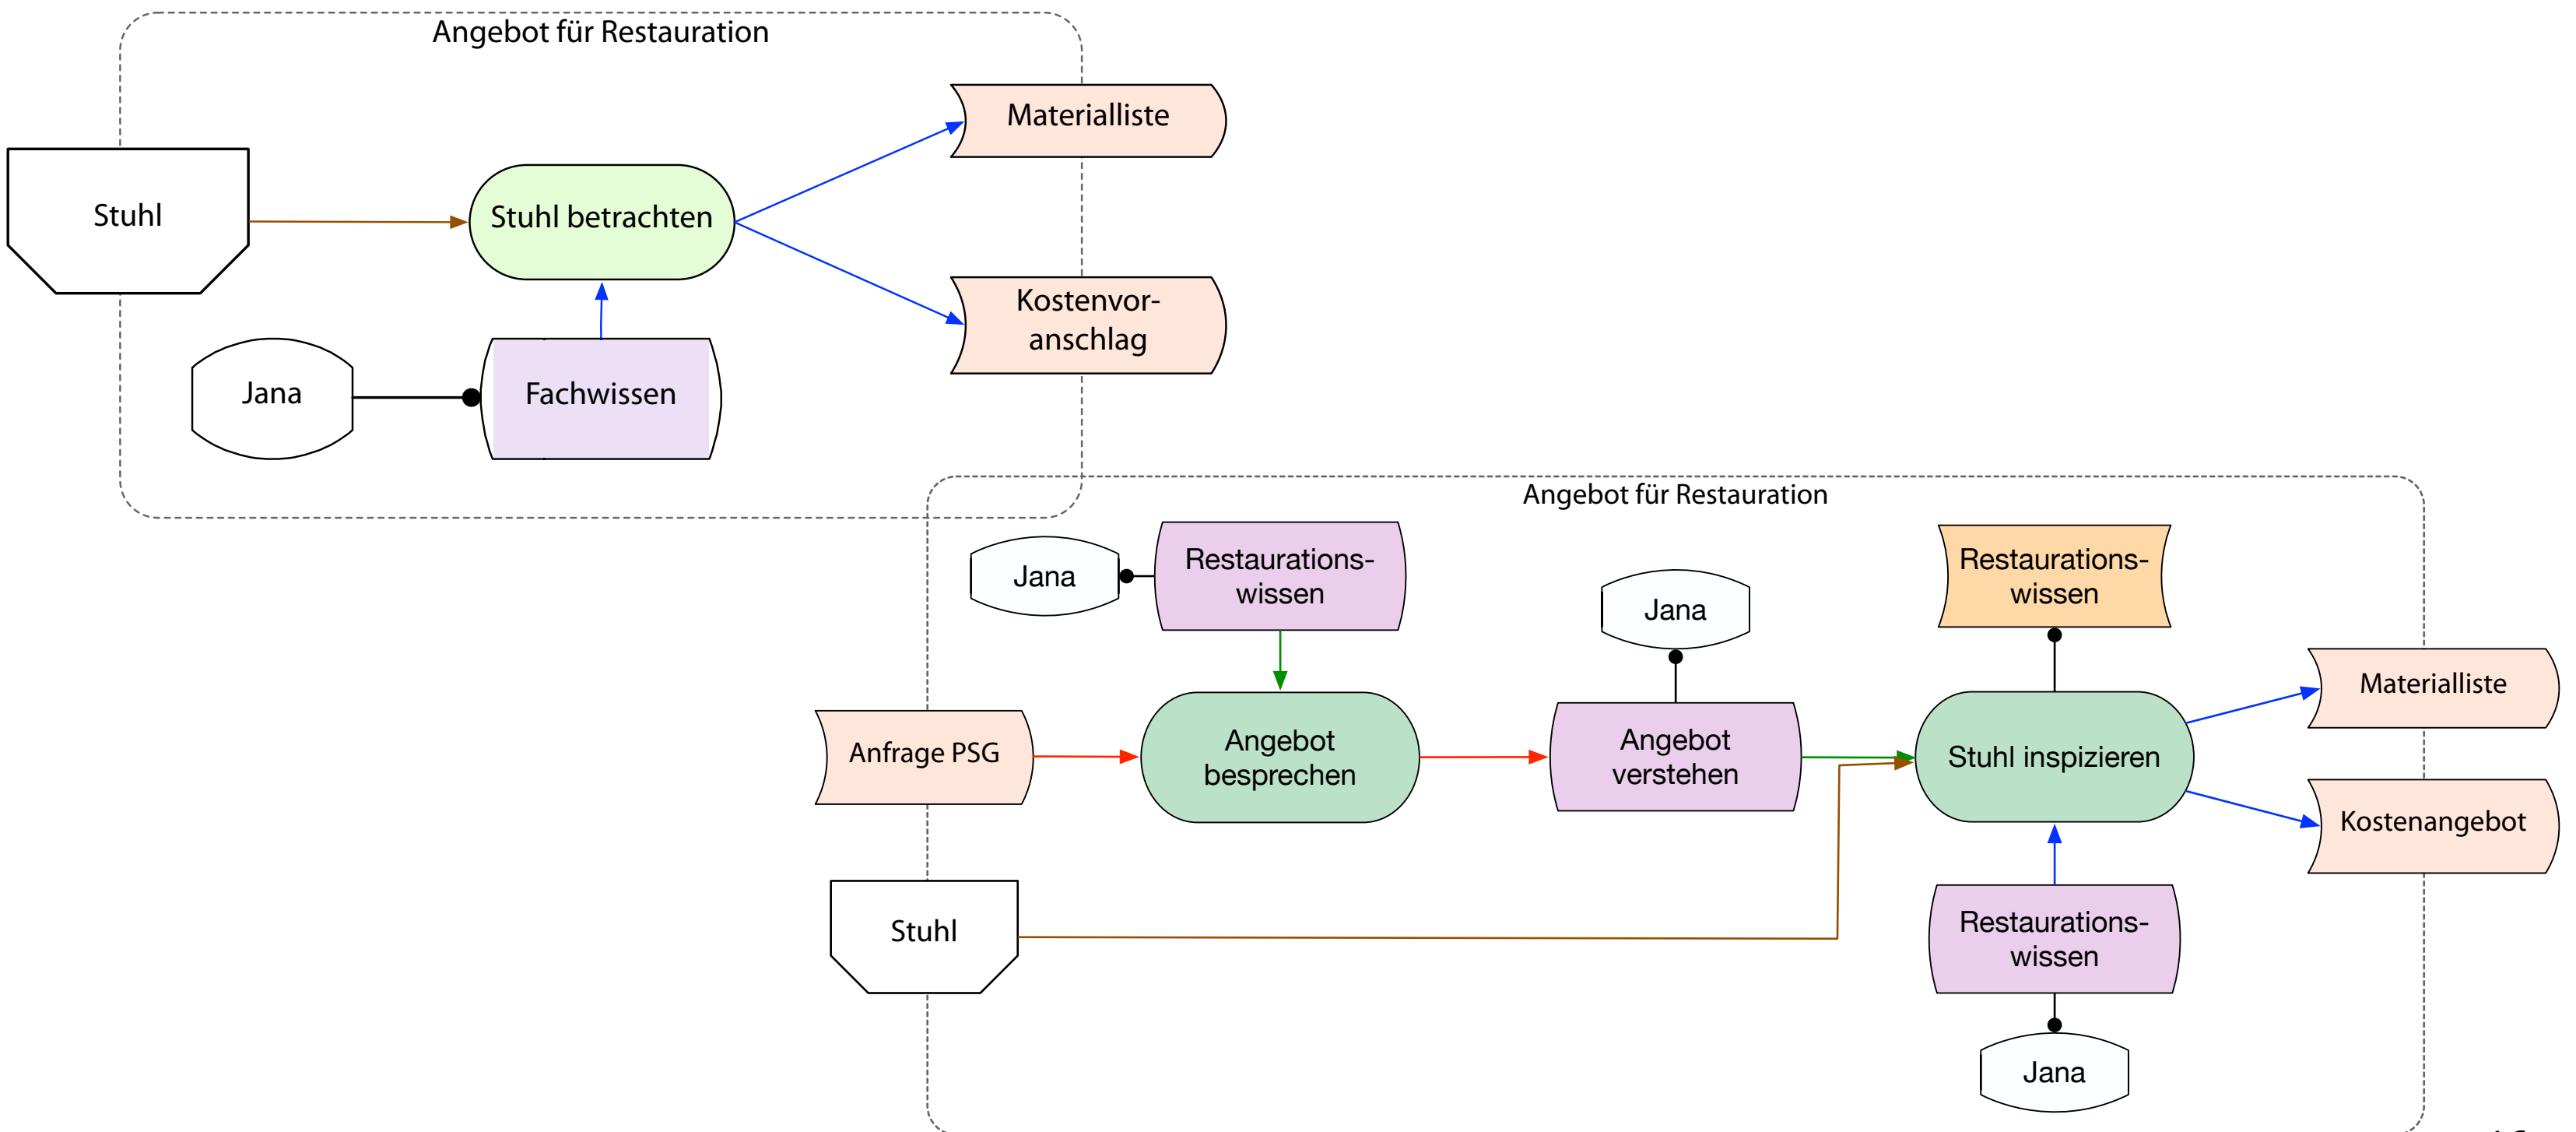 Angebot für Restauration
Materialliste
Stuhl
Stuhl betrachten
Kostenvor-
anschlag
Jana
Fachwissen
Angebot für Restauration
Jana
Restaurations-
wissen
Jana
Restaurations-
wissen
Materialliste
Anfrage PSG
Angebot
besprechen
Angebot
verstehen
Stuhl inspizieren
Kostenangebot
Stuhl
Restaurations-
wissen
Jana